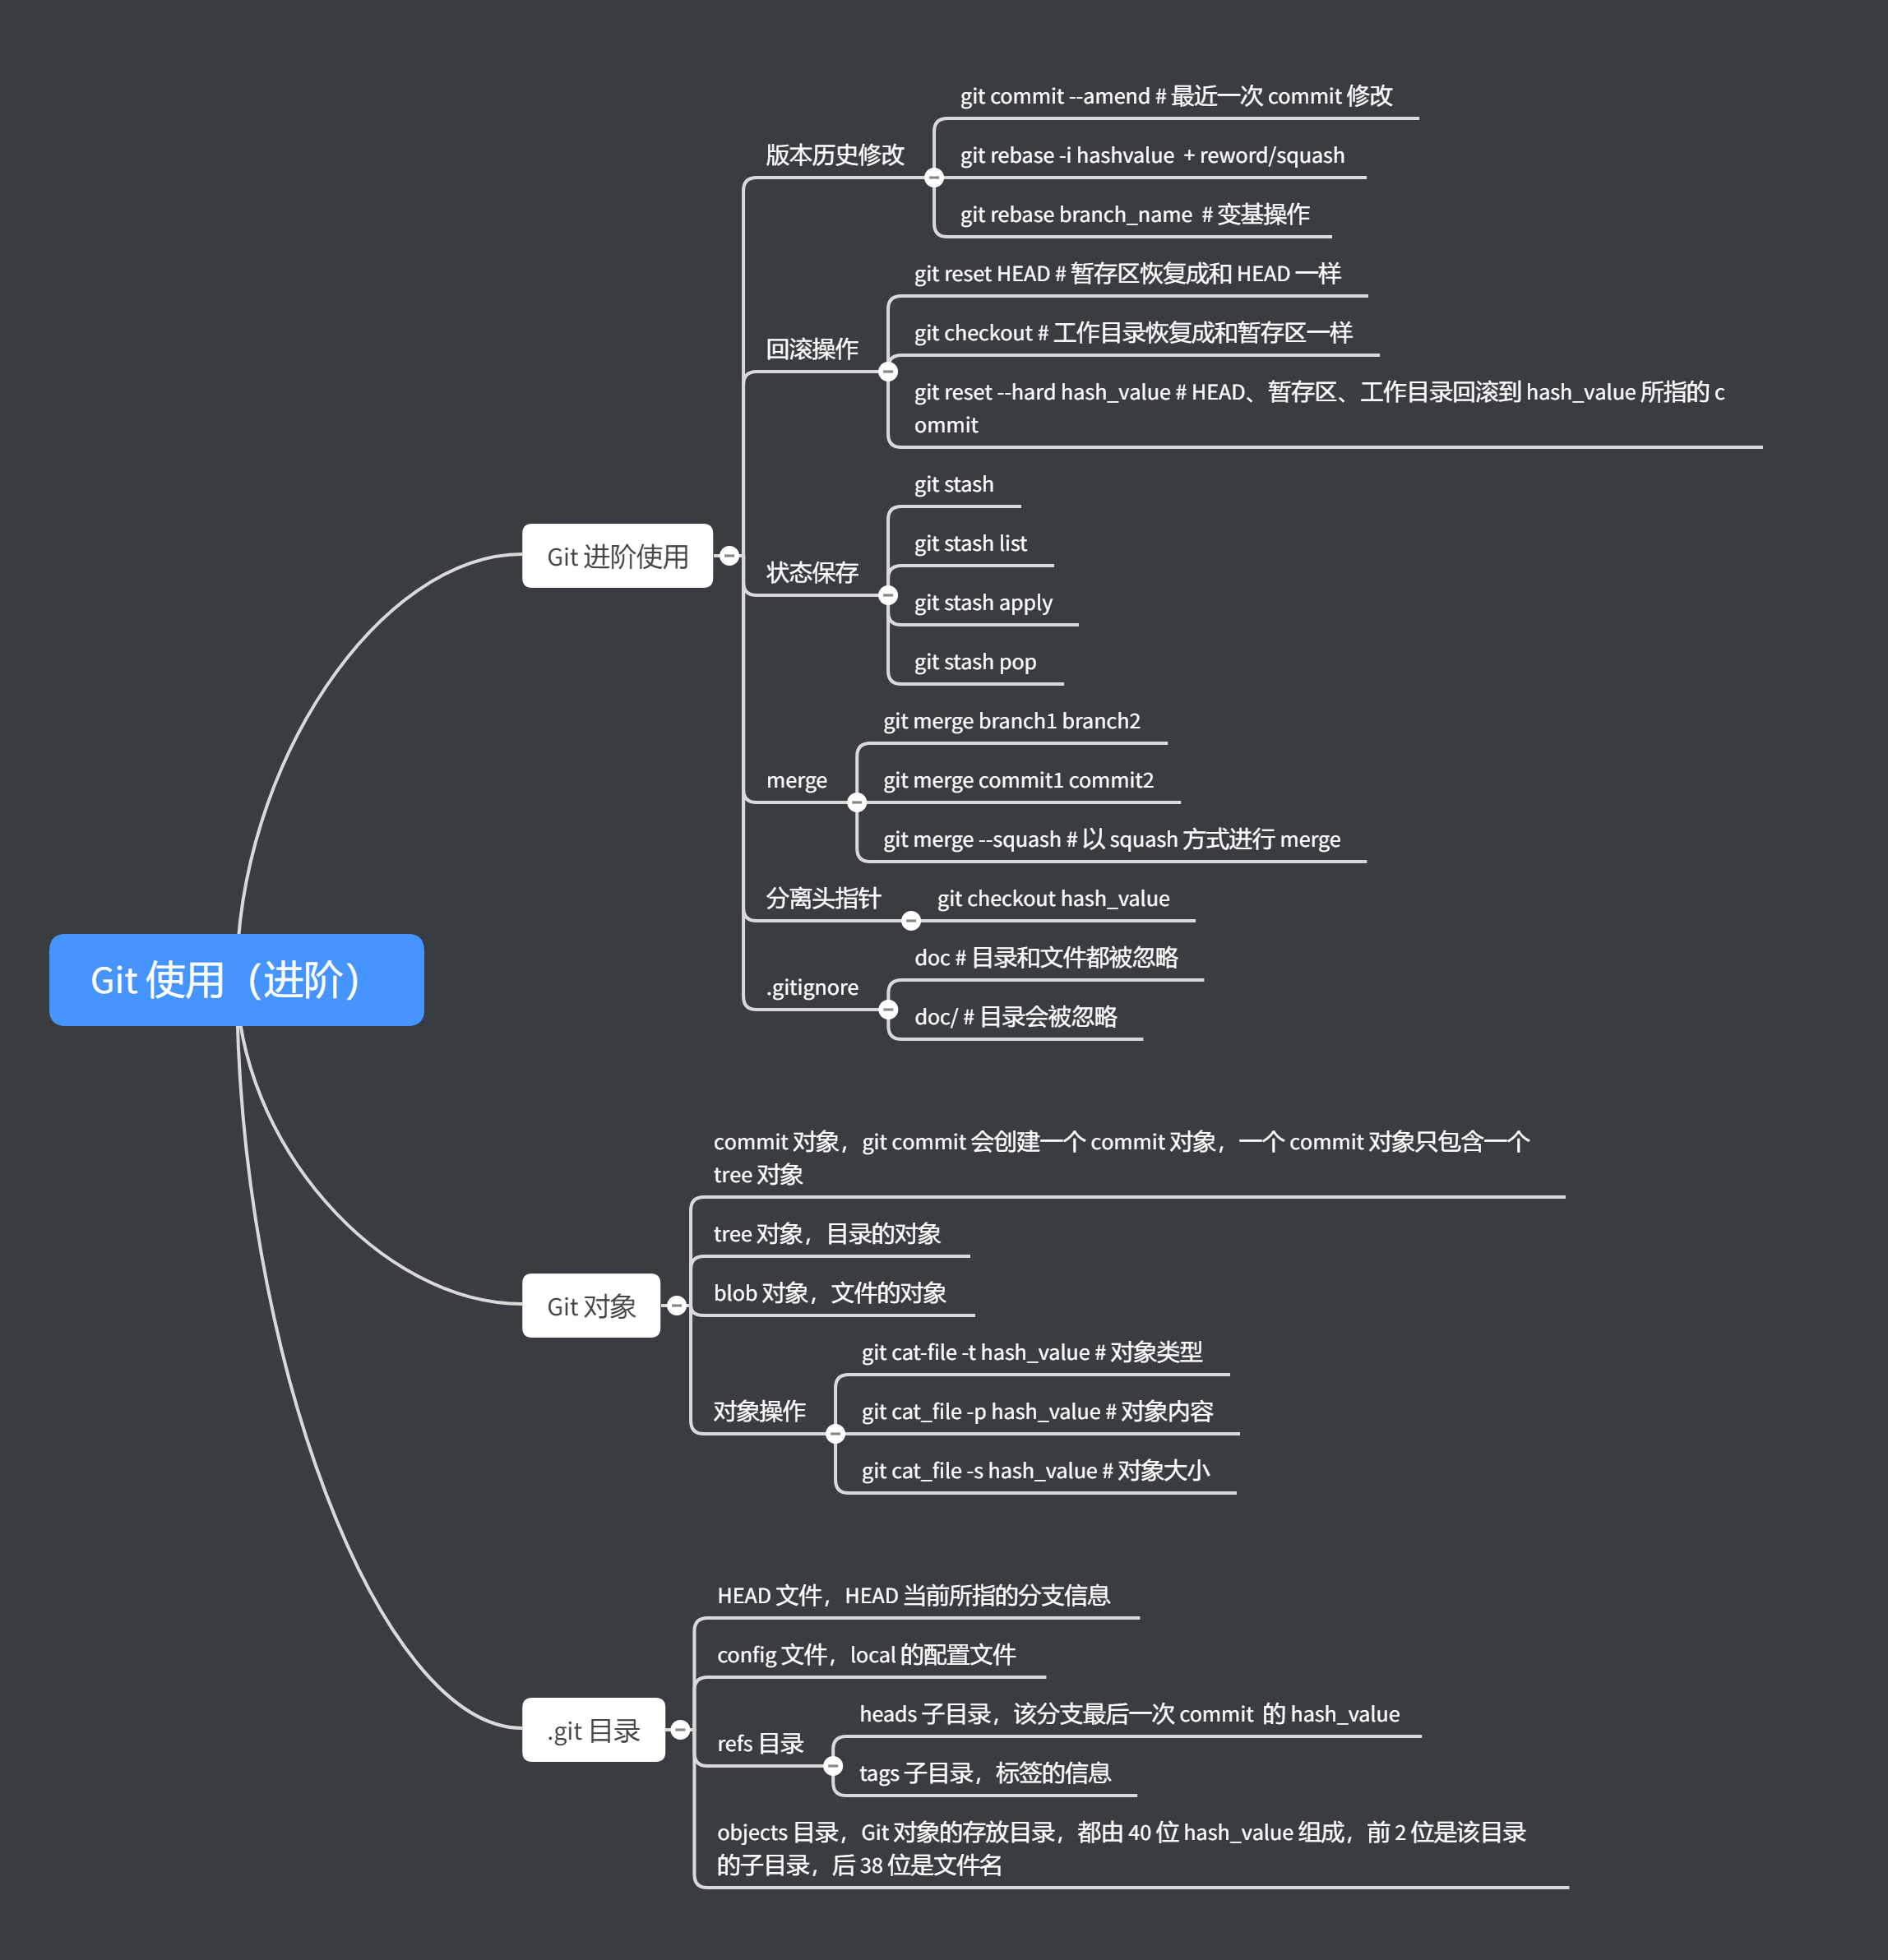 Git 使用（进阶）
Git 进阶使用
版本历史修改
git commit --amend # 最近一次 commit 修改
git rebase -i hashvalue + reword/squash
git rebase branch_name # 变基操作
回滚操作
git reset HEAD # 暂存区恢复成和 HEAD 一样
git checkout # 工作目录恢复成和暂存区一样
git reset --hard hash_value # HEAD、暂存区、工作目录回滚到 hash_value 所指的 c
ommit
状态保存
git stash
git stash list
git stash apply
git stash pop
merge
git merge branch1 branch2
git merge commit1 commit2
git merge --squash # 以 squash 方式进行 merge
分离头指针
git checkout hash_value
.gitignore
doc # 目录和文件都被忽略
doc/ # 目录会被忽略
Git 对象
commit 对象，git commit 会创建一个 commit 对象，一个 commit 对象只包含一个
tree 对象
tree 对象，目录的对象
blob 对象，文件的对象
对象操作
git cat-file -t hash_value # 对象类型
git cat_file -p hash_value # 对象内容
git cat_file -s hash_value # 对象大小
.git 目录
HEAD 文件，HEAD 当前所指的分支信息
config 文件，local 的配置文件
refs 目录
heads 子目录，该分支最后一次 commit 的 hash_value
tags 子目录，标签的信息
objects 目录，Git 对象的存放目录，都由 40 位 hash_value 组成，前 2 位是该目录
的子目录，后 38 位是文件名